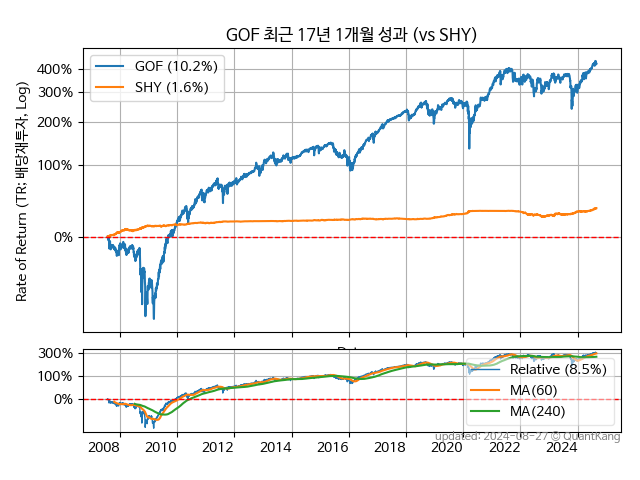 GOF 최근 17년 1개월 성과 (vs SHY)
Rate of Return (TR; 배당재투자, Log)
400%
300%
200%
100%
0%
GOF (10.2%)
SHY (1.6%)
300%
100%
0%
Relative (8.5%)
MA(60)
MA(240)
2008 2010 2012 2014 2016 2018 2020 2022 2024
updated: 2024-08-27 © QuantKang